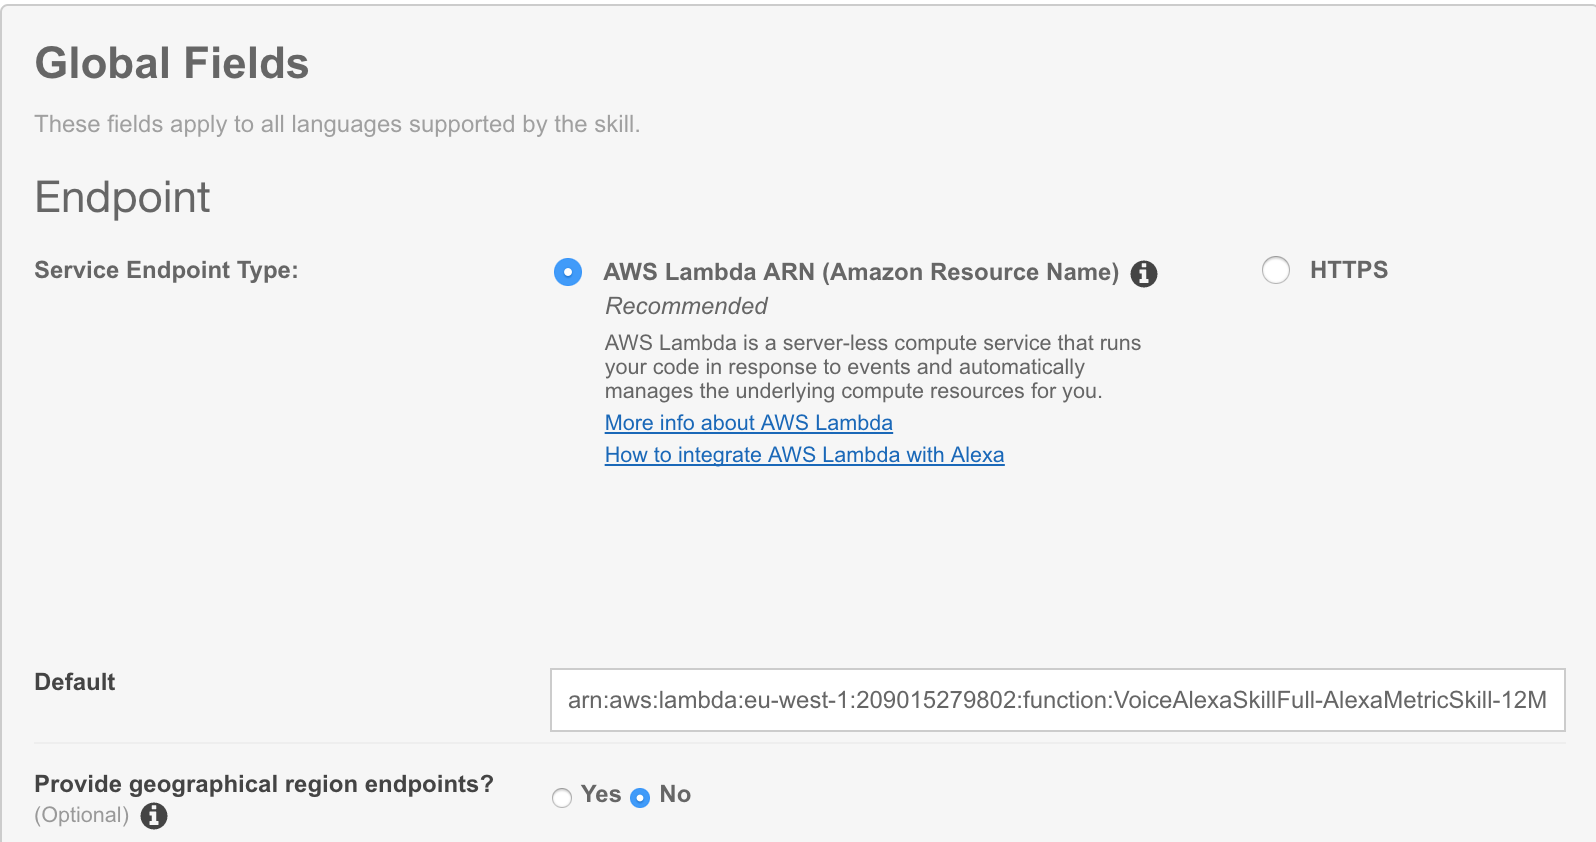 Global Fields
These fields apply to all languages supported by the skill.
Endpoint
Service Endpoint Type:
AWS Lambda ARN (Amazon Resource Name)
HTTPS
Recommended
AWS Lambda is a server-less compute service that runs
your code in response to events and automatically
manages the underlying compute resources for you.
More info about AWS Lambda
How to integrate AWS Lambda with Alexa
Default
arn:aws:lambda:eu-west-1:209015279802:function:VoiceAlexaSkillFull-AlexaMetricSkill-12M
Provide geographical region endpoints?
Yes No
(Optional)